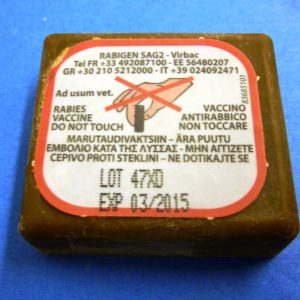 RABIGEN SAG2 - Virbac
Tel FR +33 492087100 - EE 56480207
GR +30 210 5212000 - IT +39 024092471
Ad usum vet.
RABIES
VACCINE
DO NOT TOUCH
VACCINO
ANTIRABBICO
NON TOCCARE
MARUTAUDIVAKTSIIN – ÄRA PUUTU
ΕΜΒΟΛΙΟ ΚΑΤΑ ΤΗΣ ΛΥΣΣΑΣ - ΜΗΝ ΑΓΓΙΖΕΤΕ
CEPIVO PROTI STEKLINI – NE DOTIKAJTE SE
LOT 47XD
EXP 03/2015